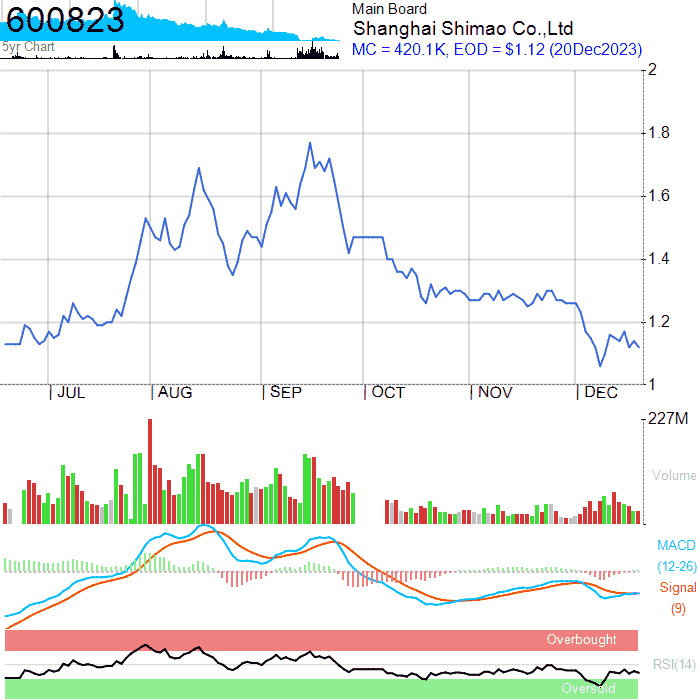 600823
5yr Chart
Main Board
Shanghai Shimao Co.,Ltd
MC = 420.1K, EOD = $1.12 (20Dec2023)
2
1.8
1.6
1.4
1.2
1
JUL AUG SEP OCT NOV DEC
227M
Volume
MACD
(12-26)
Signal
(9)
Overbought
RSI(14)
Oversold